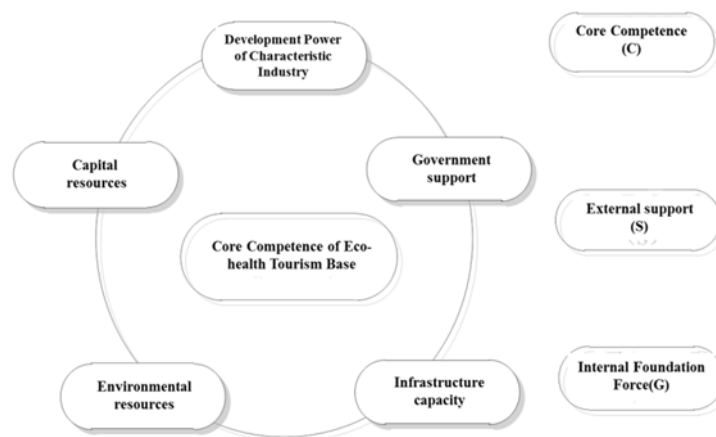 Development Power
of Characteristic
Industry
Core Competence
(C)
Capital
resources
Government
support
External support
(S)
Core Competence of Eco-
health Tourism Base
Environmental
resources
Infrastructure
capacity
Internal Foundation
Force(G)